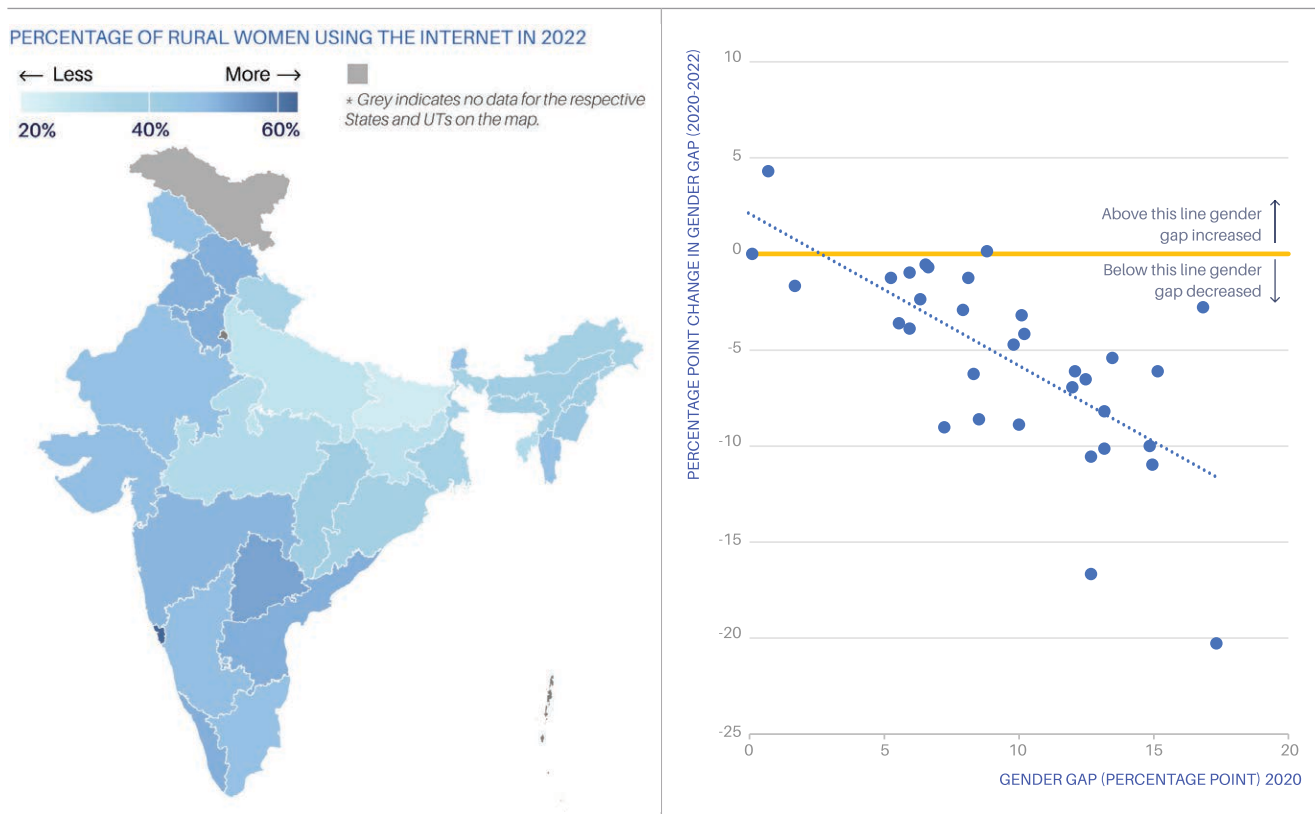 PERCENTAGE OF RURAL WOMEN USING THE INTERNET IN 2022
← Less More →
20% 40% 60%
* Grey indicates no data for the respective
States and UTs on the map.
PERCENTAGE POINT CHANGE IN GENDER GAP (2020-2022)
10
5
0
-5
-10
-15
-20
-25
Above this line gender
gap increased
Below this line gender
gap decreased
0 5 10 15 20
GENDER GAP (PERCENTAGE POINT) 2020